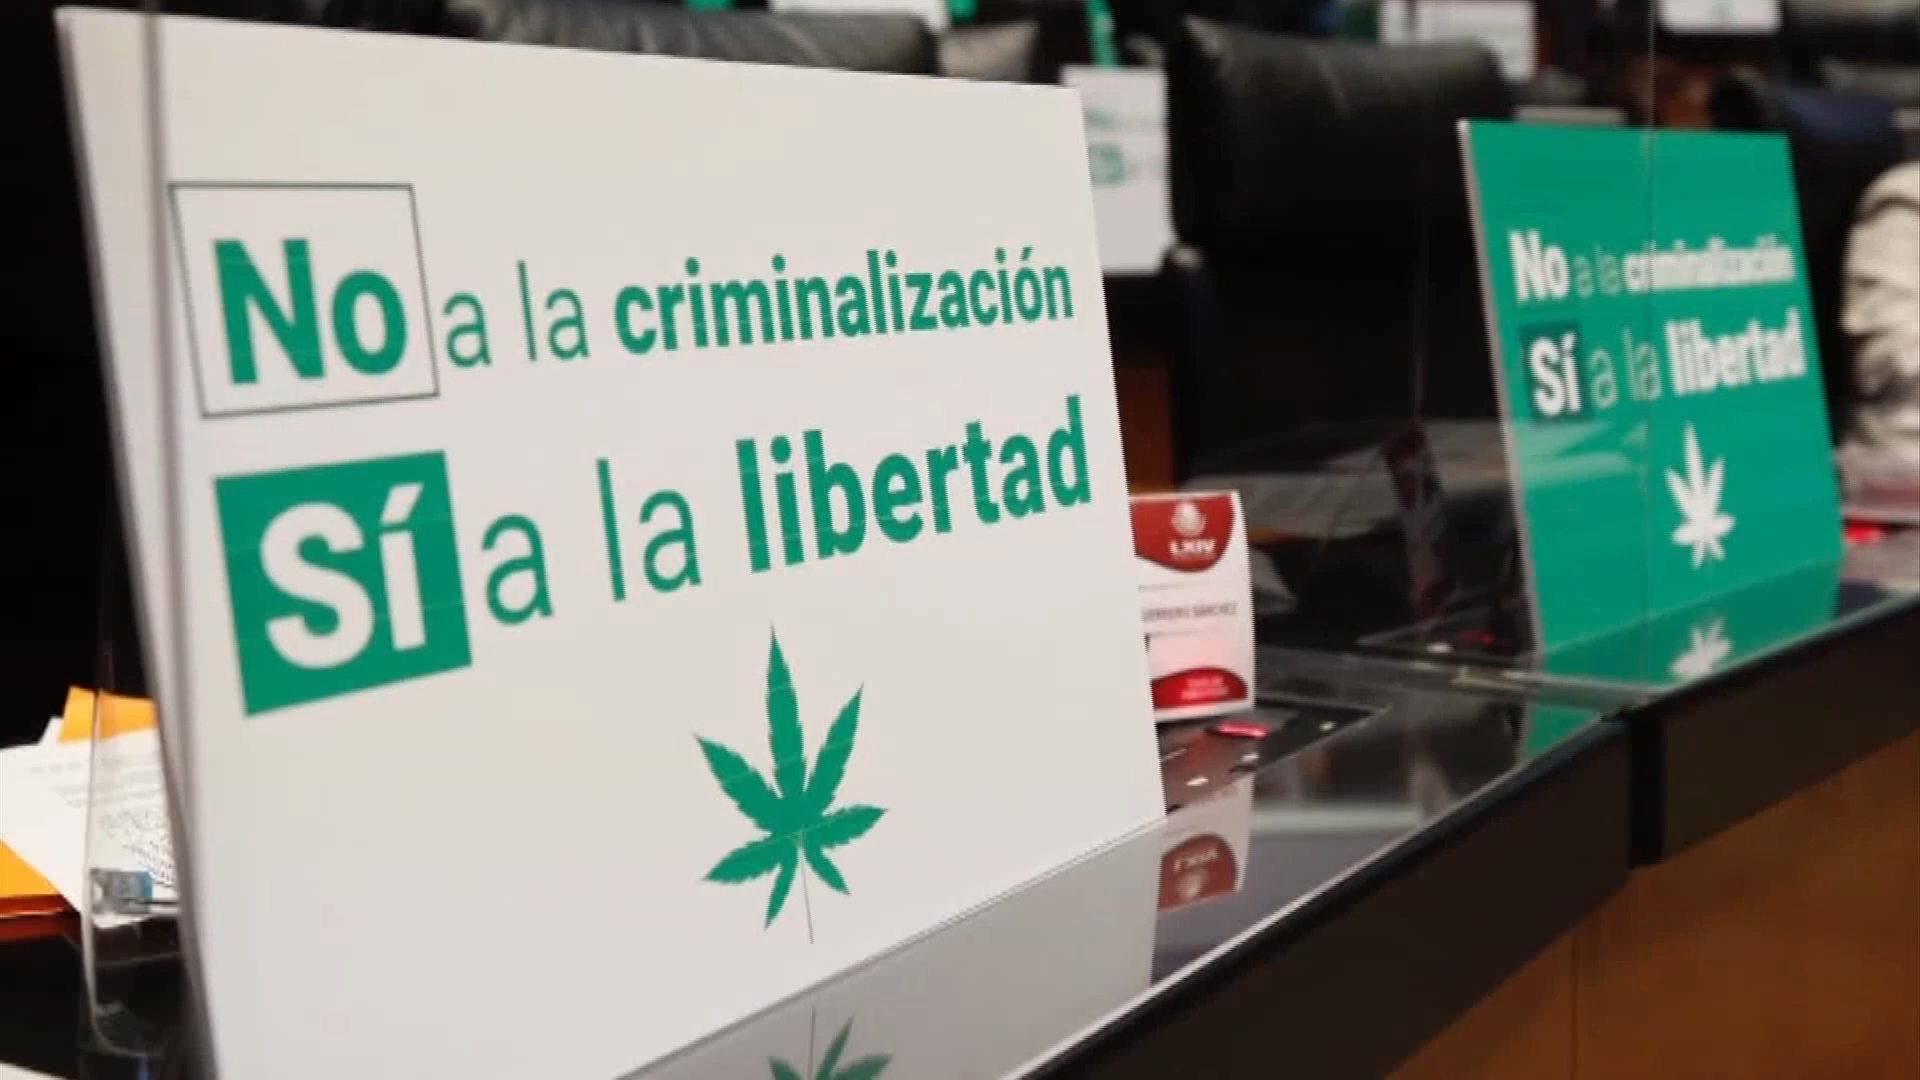 No a la criminalización
Sí a la libertad
No a la criminalización
Sí a la libertad
LXIV